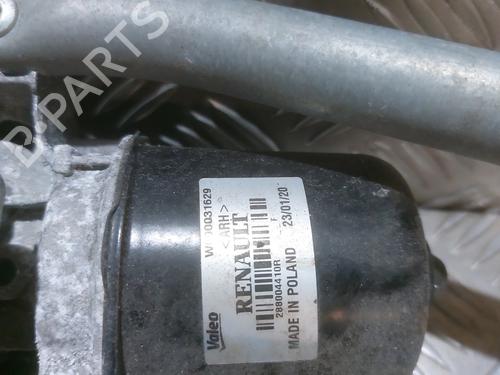 B-PARTS
Valeo
W000031629
<ARH>
RENAULT
F
288004410R
23/01/20
MADE IN POLAND